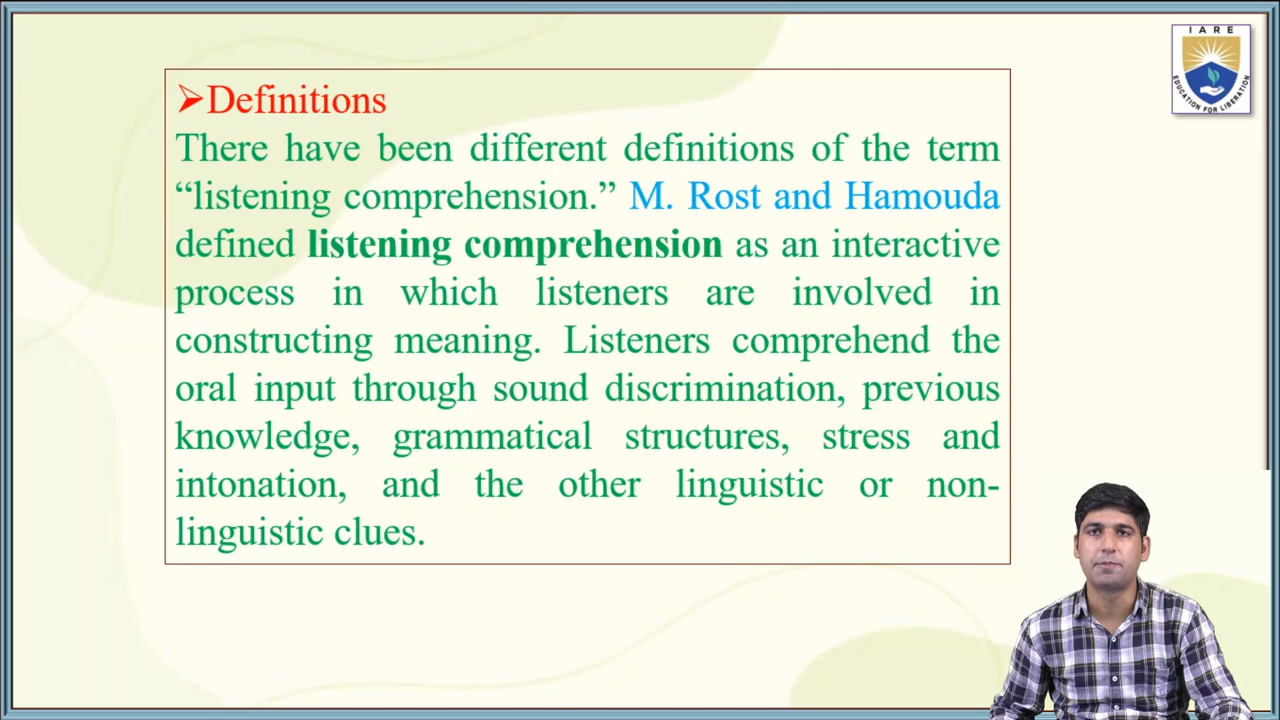 IARE
EDUCATION FOR LIBERATION
➢Definitions
There have been different definitions of the term
“listening comprehension.” M. Rost and Hamouda
defined listening comprehension as an interactive
process in which listeners are involved in
constructing meaning. Listeners comprehend the
oral input through sound discrimination, previous
knowledge, grammatical structures, stress and
intonation, and the other linguistic or non-
linguistic clues.